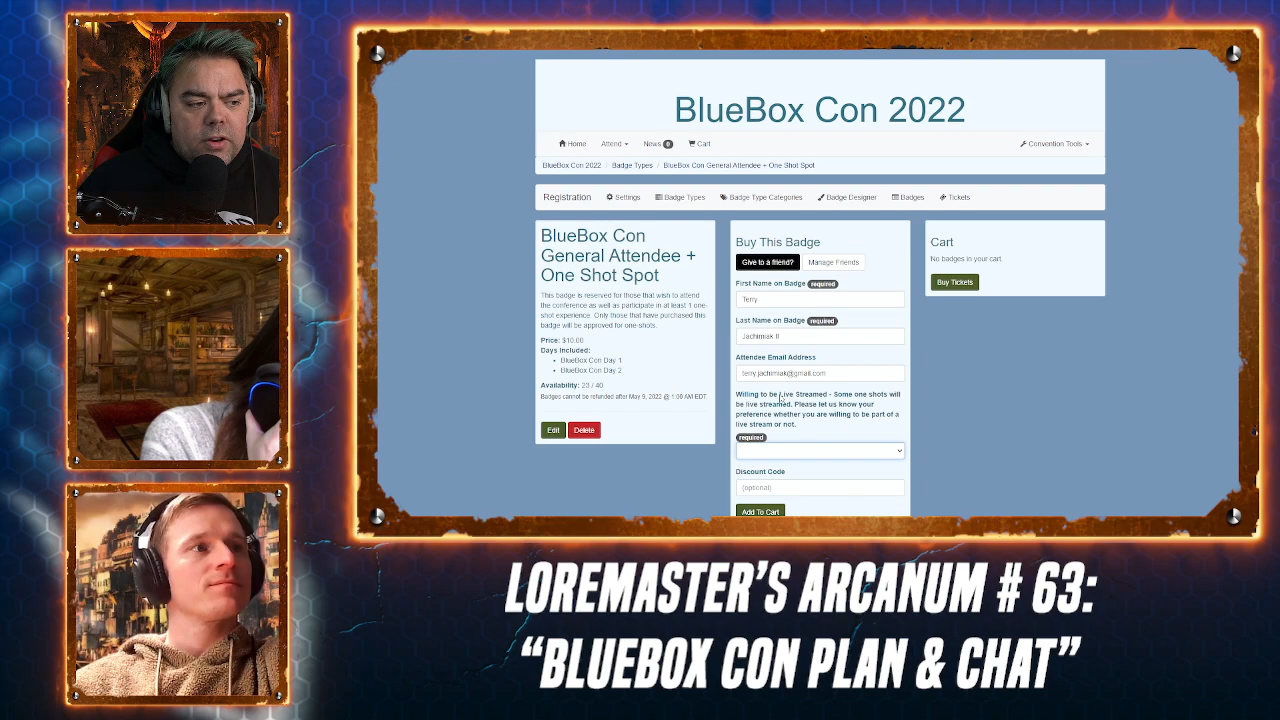 BlueBox Con 2022
Home Attend News 0 Cart Convention Tools
BlueBox Con 2022 / Badge Types / BlueBox Con General Attendee + One Shot Spot
Registration Settings Badge Types Badge Type Categories Badge Designer Badges Tickets
BlueBox Con
General Attendee +
One Shot Spot
This badge is reserved for those that wish to attend
the conference as well as participate in at least 1 one-
shot experience. Only those that have purchased this
badge will be approved for one-shots.
Price: $10.00
Days Included:
BlueBox Con Day 1
BlueBox Con Day 2
Availability: 23 / 40
Badges cannot be refunded after May 9, 2022 @ 1:00 AM EDT.
Edit Delete
Buy This Badge
Give to a friend? Manage Friends
First Name on Badge required
Terry
Last Name on Badge required
Jachimiak II
Attendee Email Address
terry.jachimiak@gmail.com
Willing to be Live Streamed - Some one shots will
be live streamed. Please let us know your
preference whether you are willing to be part of a
live stream or not.
required
Discount Code
(optional)
Add To Cart
Cart
No badges in your cart.
Buy Tickets
LOREMASTER'S ARCANUM # 63:
“BLUEBOX CON PLAN & CHAT”